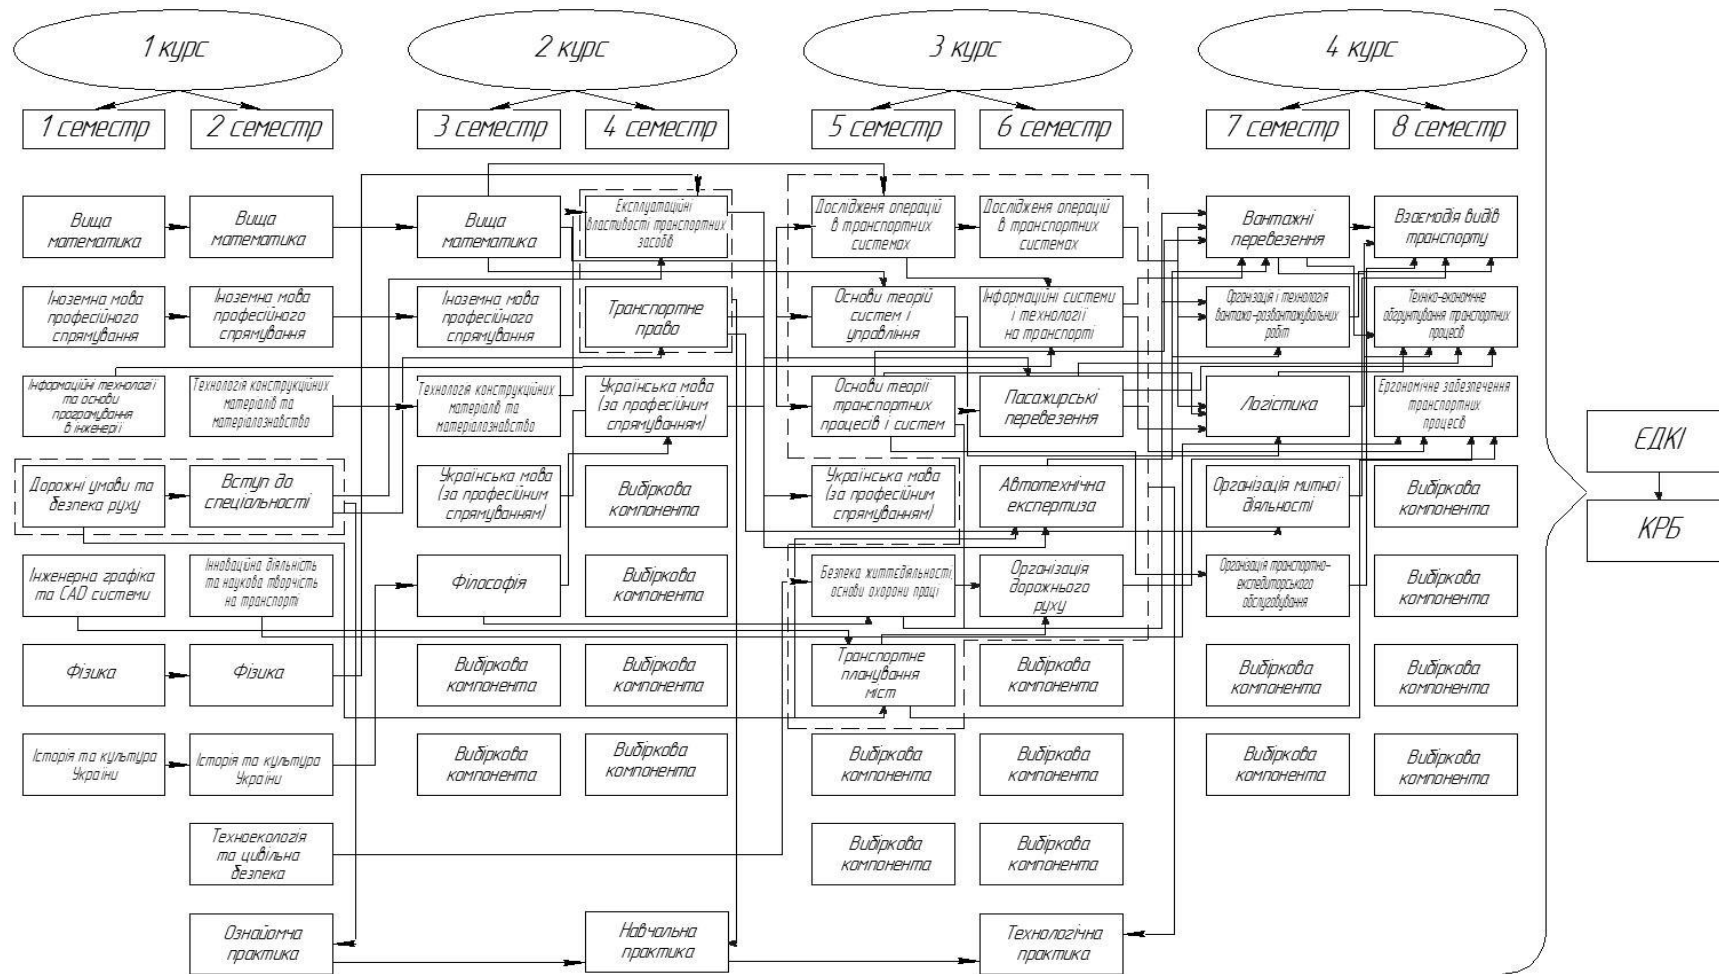 1 курс
2 курс
3 курс
4 курс
1 семестр
2 семестр
3 семестр
4 семестр
5 семестр
6 семестр
7 семестр
8 семестр
Вища
математика
Вища
математика
Вища
математика
Експлуатаційні
властивості транспортних
засобів
Дослідженя операцій
в транспортних
системах
Дослідженя операцій
в транспортних
системах
Вантажні
перевезення
Взаємодія видів
транспорту
Іноземна мова
професійного
спрямування
Іноземна мова
професійного
спрямування
Іноземна мова
професійного
спрямування
Транспортне
право
Основи теорій
систем і
управління
Інформаційні системи
і технології
на транспорті
Організація і технологія
вантажо-розвантажувальних
робіт
Техніко-економічне
обґрунтування транспортних
процесів
Інформаційні технології
та основи
програмування
в інженерії
Технологія конструкційних
матеріалів та
матеріалознавство
Технологія конструкційних
матеріалів та
матеріалознавство
Українська мова
(за професійним
спрямуванням)
Основи теорії
транспортних
процесів і систем
Пасажирські
перевезення
Логістика
Ергономічне забезпечення
транспортних
процесів
Дорожні умови та
безпека руху
Вступ до
спеціальності
Українська мова
(за професійним
спрямуванням)
Вибіркова
компонента
Українська мова
(за професійним
спрямуванням)
Автотехнічна
експертиза
Організація митної
діяльності
Вибіркова
компонента
Інженерна графіка
та CAD системи
Інноваційна діяльність
та наукова творчість
на транспорті
Філософія
Вибіркова
компонента
Безпека життєдіяльності,
основи охорони праці
Організація
дорожнього
руху
Організація транспортно-
експедиторського
обслуговування
Вибіркова
компонента
Фізика
Фізика
Вибіркова
компонента
Вибіркова
компонента
Транспортне
планування
міст
Вибіркова
компонента
Вибіркова
компонента
Вибіркова
компонента
Історія та культура
України
Історія та культура
України
Вибіркова
компонента
Вибіркова
компонента
Вибіркова
компонента
Вибіркова
компонента
Вибіркова
компонента
Вибіркова
компонента
Техноекологія
та цивільна
безпека
Вибіркова
компонента
Вибіркова
компонента
Ознайомча
практика
Навчальна
практика
Технологічна
практика
ЄДКІ
КРБ